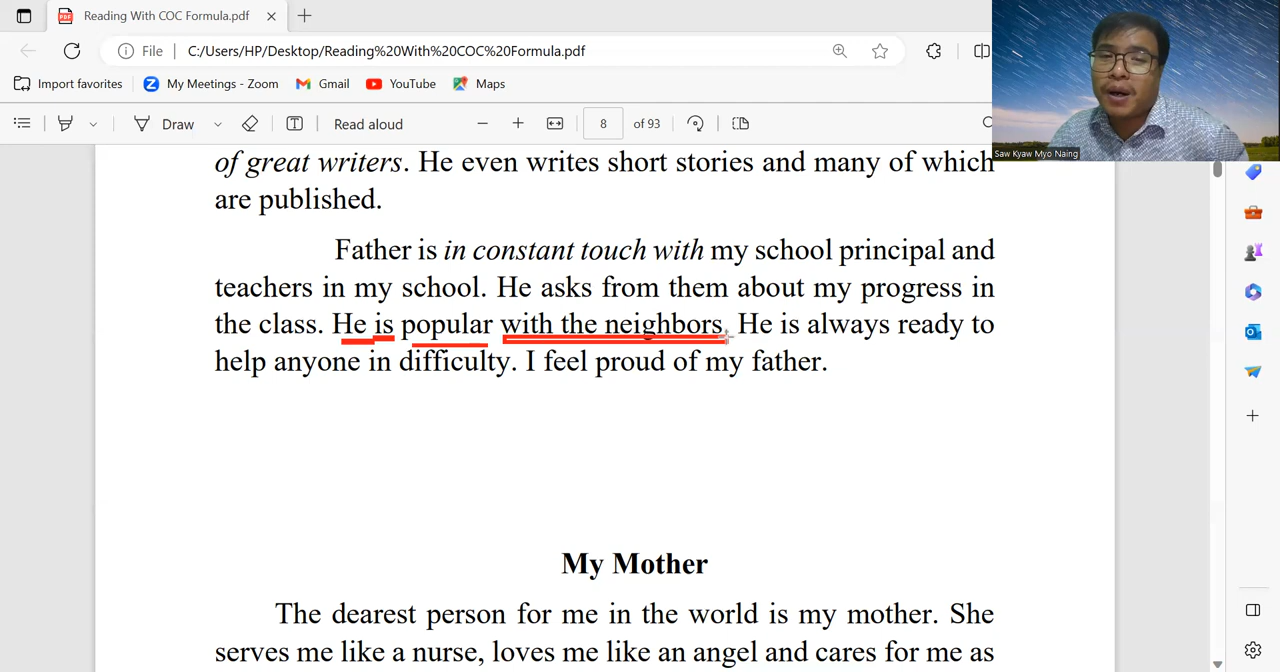 Reading With COC Formula.pdf
File C:/Users/HP/Desktop/Reading%20With%20COC%20Formula.pdf
Import favorites My Meetings - Zoom Gmail YouTube Maps
Draw Read aloud 8 of 93
Saw Kyaw Myo Naing
of great writers. He even writes short stories and many of which
are published.
Father is in constant touch with my school principal and
teachers in my school. He asks from them about my progress in
the class. He is popular with the neighbors. He is always ready to
help anyone in difficulty. I feel proud of my father.
My Mother
The dearest person for me in the world is my mother. She
serves me like a nurse, loves me like an angel and cares for me as